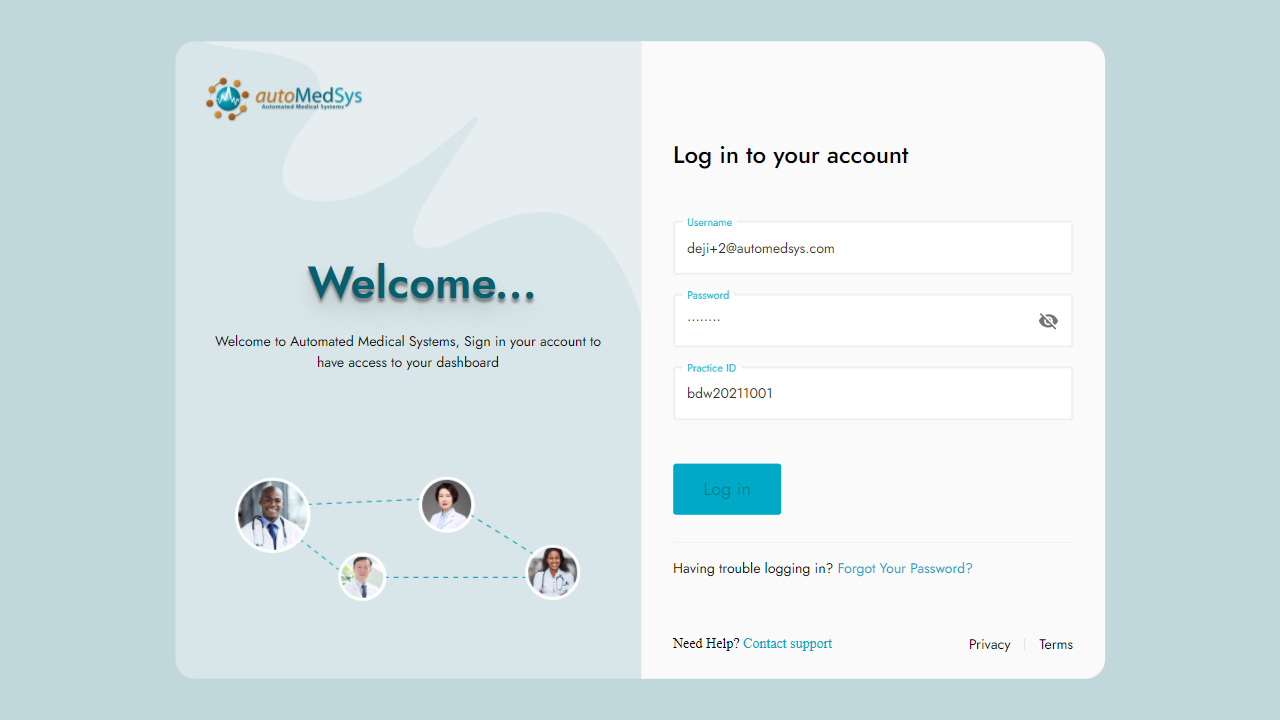 autoMedSys
Automated Medical Systems
Welcome...
Welcome to Automated Medical Systems, Sign in your account to
have access to your dashboard
Log in to your account
Username
deji+2@automedsys.com
Password
········
Practice ID
bdw20211001
Log in
Having trouble logging in? Forgot Your Password?
Need Help? Contact support
Privacy
Terms